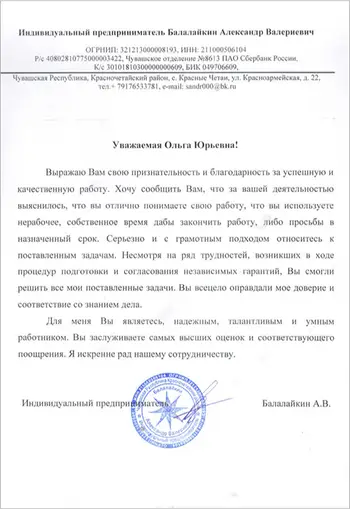 Индивидуальный предприниматель Балалайкин Александр Валериевич
ОГРНИП: 321213000008193, ИНН: 211000506104
Р/с 40802810775000003422, Чувашское отделение №8613 ПАО Сбербанк России,
К/с 30101810300000000609, БИК 049706609,
Чувашская Республика, Красночетайский район, с. Красные Четаи, ул. Красноармейская, д. 22,
тел.+ 79176533781, e-mail: sandr000@bk.ru
Уважаемая Ольга Юрьевна!
Выражаю Вам свою признательность и благодарность за успешную и
качественную работу. Хочу сообщить Вам, что за вашей деятельностью
выяснилось, что вы отлично понимаете свою работу, что вы используете
нерабочее, собственное время дабы закончить работу, либо просьбы в
назначенный срок. Серьезно и с грамотным подходом относитесь к
поставленным задачам. Несмотря на ряд трудностей, возникших в ходе
процедур подготовки и согласования независимых гарантий, Вы смогли
решить все мои поставленные задачи. Вы всецело оправдали мое доверие и
соответствие со знанием дела.
Для меня Вы являетесь, надежным, талантливым и умным
работником. Вы заслуживаете самых высших оценок и соответствующего
поощрения. Я искренне рад нашему сотрудничеству.
Индивидуальный предприниматель Балалайкин А.В.